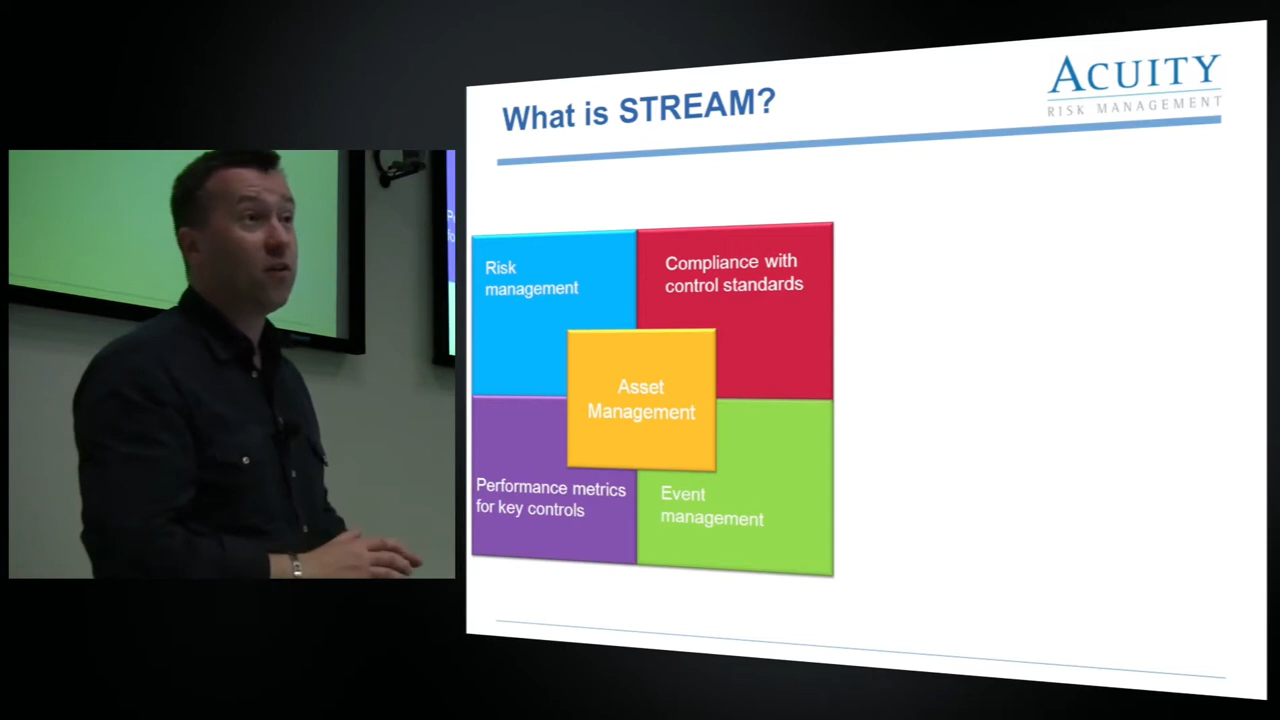 What is STREAM?
ACUITY
RISK MANAGEMENT
Risk
management
Compliance with
control standards
Asset
Management
Performance metrics
for key controls
Event
management